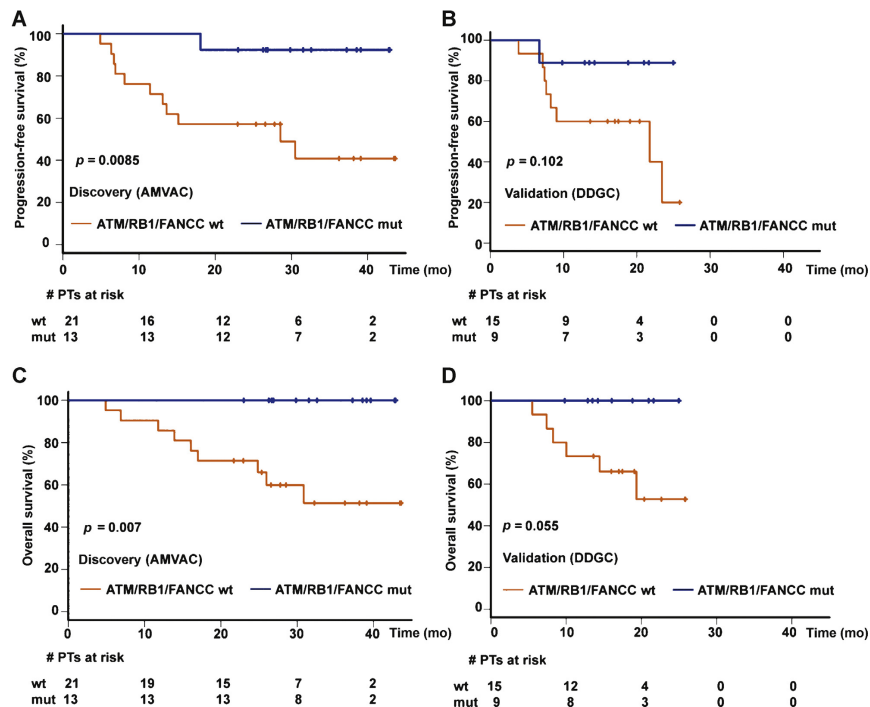 A
Progression-free survival (%)
100
80
60
40
20
0
p = 0.0085
Discovery (AMVAC)
ATM/RB1/FANCC wt ATM/RB1/FANCC mut
0 10 20 30 40 Time (mo)
# PTs at risk
wt 21 16 12 6 2
mut 13 13 12 7 2
B
Progression-free survival (%)
100
80
60
40
20
0
p = 0.102
Validation (DDGC)
ATM/RB1/FANCC wt ATM/RB1/FANCC mut
0 10 20 30 40 Time (mo)
# PTs at risk
wt 15 9 4 0 0
mut 9 7 3 0 0
C
Overall survival (%)
100
80
60
40
20
0
p = 0.007
Discovery (AMVAC)
ATM/RB1/FANCC wt ATM/RB1/FANCC mut
0 10 20 30 40 Time (mo)
# PTs at risk
wt 21 19 15 7 2
mut 13 13 13 8 2
D
Overall survival (%)
100
80
60
40
20
0
p = 0.055
Validation (DDGC)
ATM/RB1/FANCC wt ATM/RB1/FANCC mut
0 10 20 30 40 Time (mo)
# PTs at risk
wt 15 12 4 0 0
mut 9 8 3 0 0